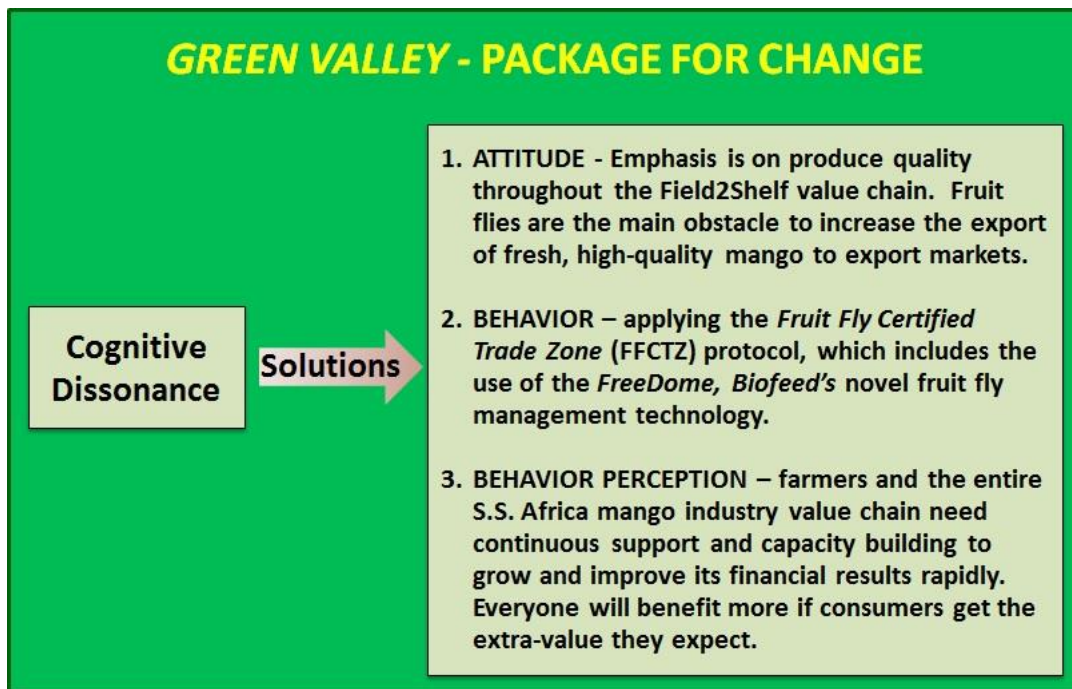 GREEN VALLEY - PACKAGE FOR CHANGE
Cognitive
Dissonance
Solutions
1. ATTITUDE - Emphasis is on produce quality
throughout the Field2Shelf value chain. Fruit
flies are the main obstacle to increase the export
of fresh, high-quality mango to export markets.
2. BEHAVIOR – applying the Fruit Fly Certified
Trade Zone (FFCTZ) protocol, which includes the
use of the FreeDome, Biofeed's novel fruit fly
management technology.
3. BEHAVIOR PERCEPTION – farmers and the entire
S.S. Africa mango industry value chain need
continuous support and capacity building to
grow and improve its financial results rapidly.
Everyone will benefit more if consumers get the
extra-value they expect.